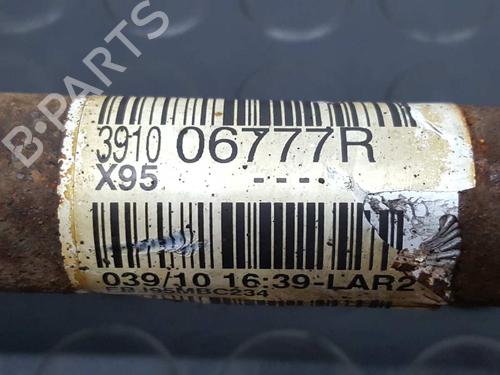 B-PARTS
3910 06777R
X95 ----
039/10 16:39-LAR2